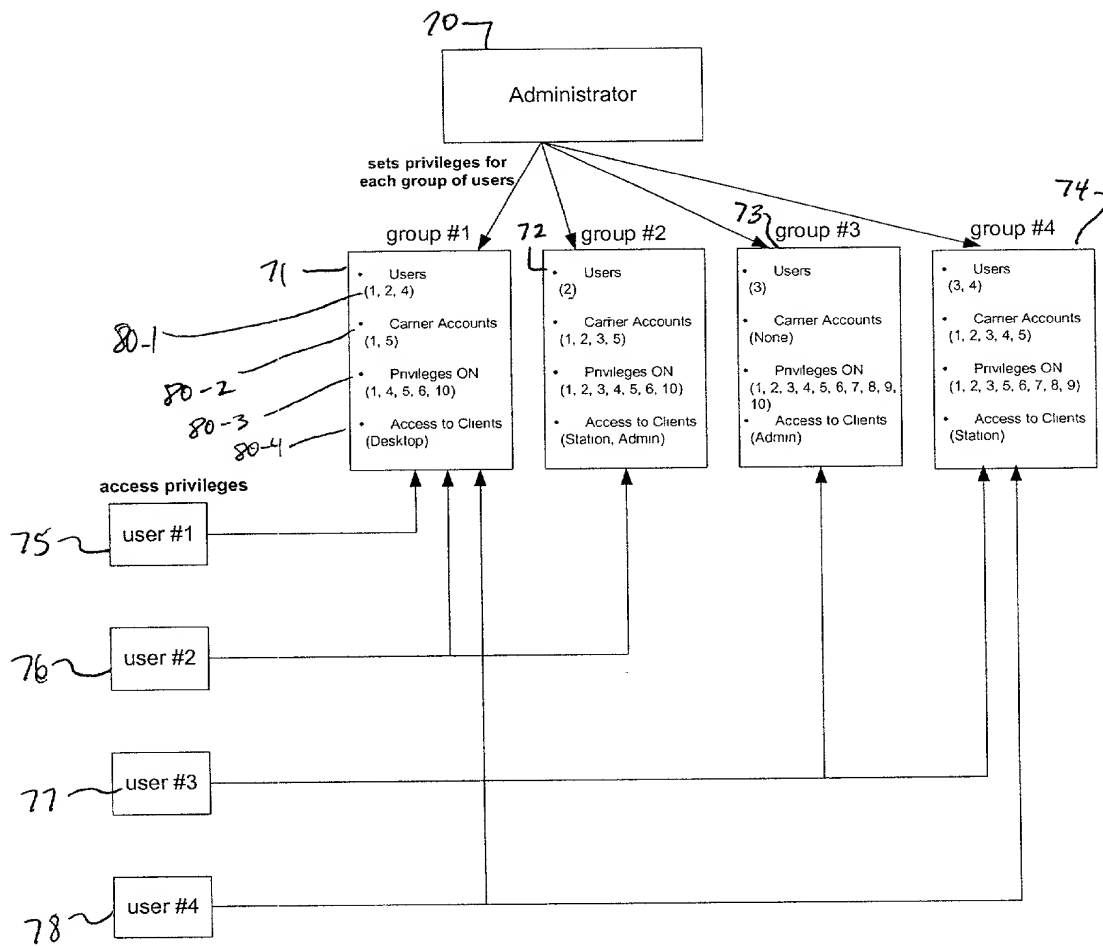 70
Administrator
sets privileges for
each group of users
group #1
group #2
group #3
group #4
71
72
73
74
• Users
(1, 2, 4)
• Carrier Accounts
(1, 5)
• Privileges ON
(1, 4, 5, 6, 10)
• Access to Clients
(Desktop)
• Users
(2)
• Carrier Accounts
(1, 2, 3, 5)
• Privileges ON
(1, 2, 3, 4, 5, 6, 10)
• Access to Clients
(Station, Admin)
• Users
(3)
• Carrier Accounts
(None)
• Privileges ON
(1, 2, 3, 4, 5, 6, 7, 8, 9,
10)
• Access to Clients
(Admin)
• Users
(3, 4)
• Carrier Accounts
(1, 2, 3, 4, 5)
• Privileges ON
(1, 2, 3, 5, 6, 7, 8, 9)
• Access to Clients
(Station)
80-1
80-2
80-3
80-4
access privileges
75
user #1
76
user #2
77
user #3
78
user #4